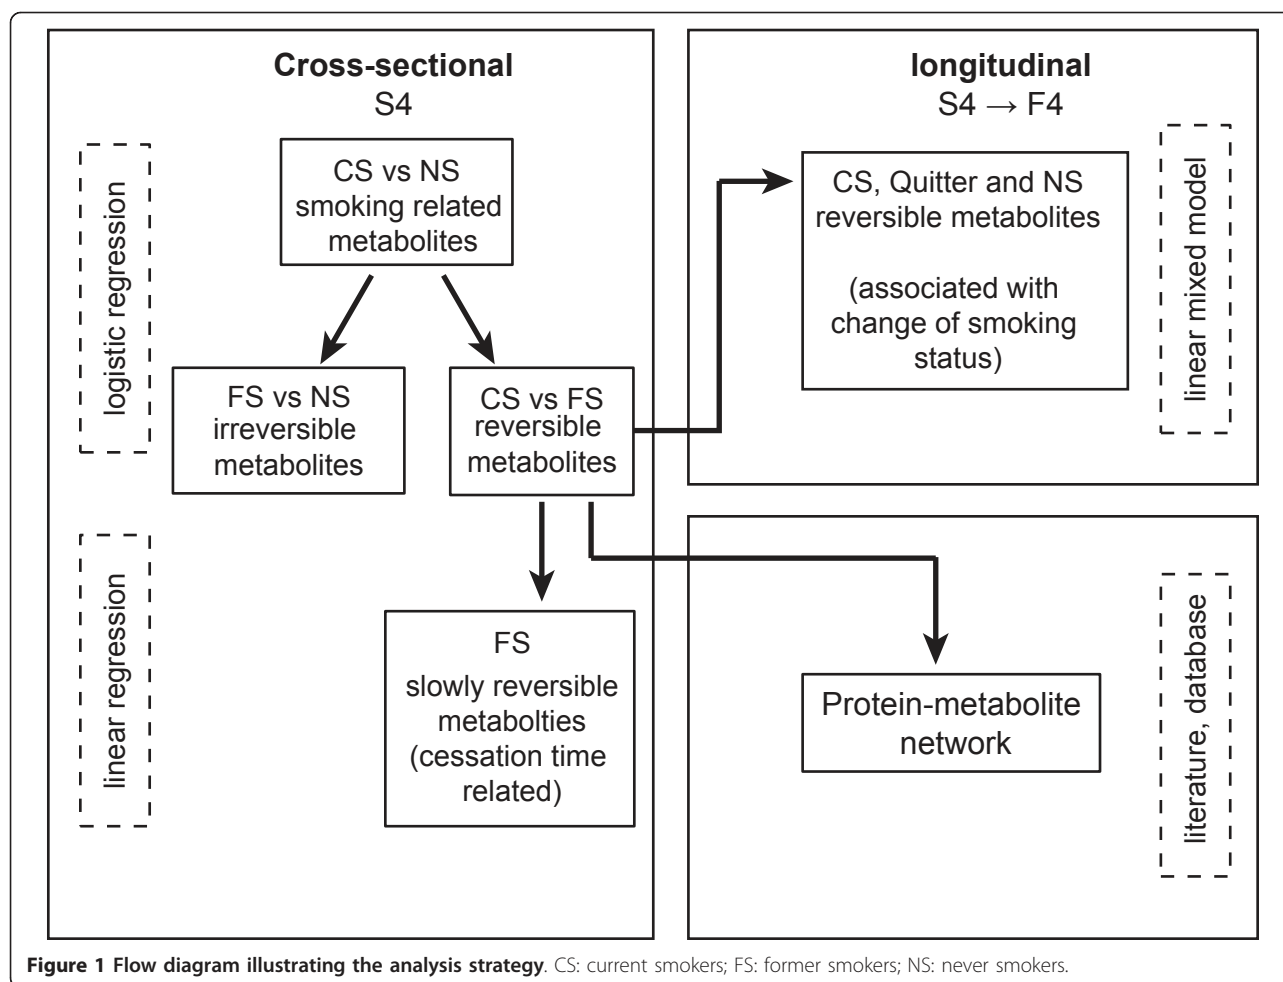 Cross-sectional
S4
logistic regression
CS vs NS
smoking related
metabolites
FS vs NS
irreversible
metabolites
CS vs FS
reversible
metabolites
linear regression
FS
slowly reversible
metabolties
(cessation time
related)
longitudinal
S4 → F4
CS, Quitter and NS
reversible metabolites
(associated with
change of smoking
status)
linear mixed model
Protein-metabolite
network
literature, database
Figure 1 Flow diagram illustrating the analysis strategy. CS: current smokers; FS: former smokers; NS: never smokers.